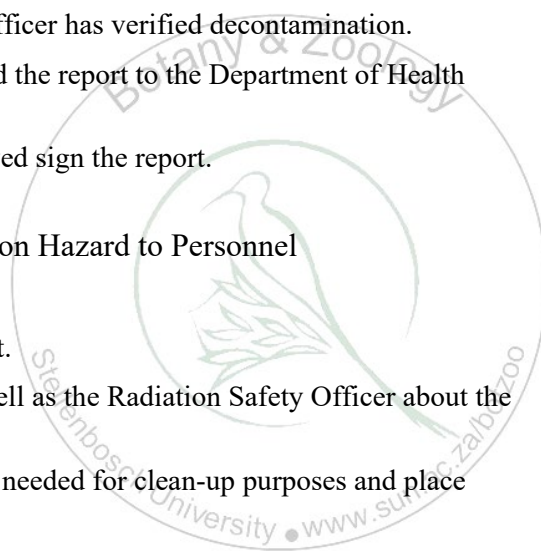 fficer has verified decontamination.
d the report to the Department of Health
ed sign the report.
on Hazard to Personnel
t.
ell as the Radiation Safety Officer about the
needed for clean-up purposes and place
Botany & Zoology
Stellenbosch University • www.sun.ac.za/botzoo